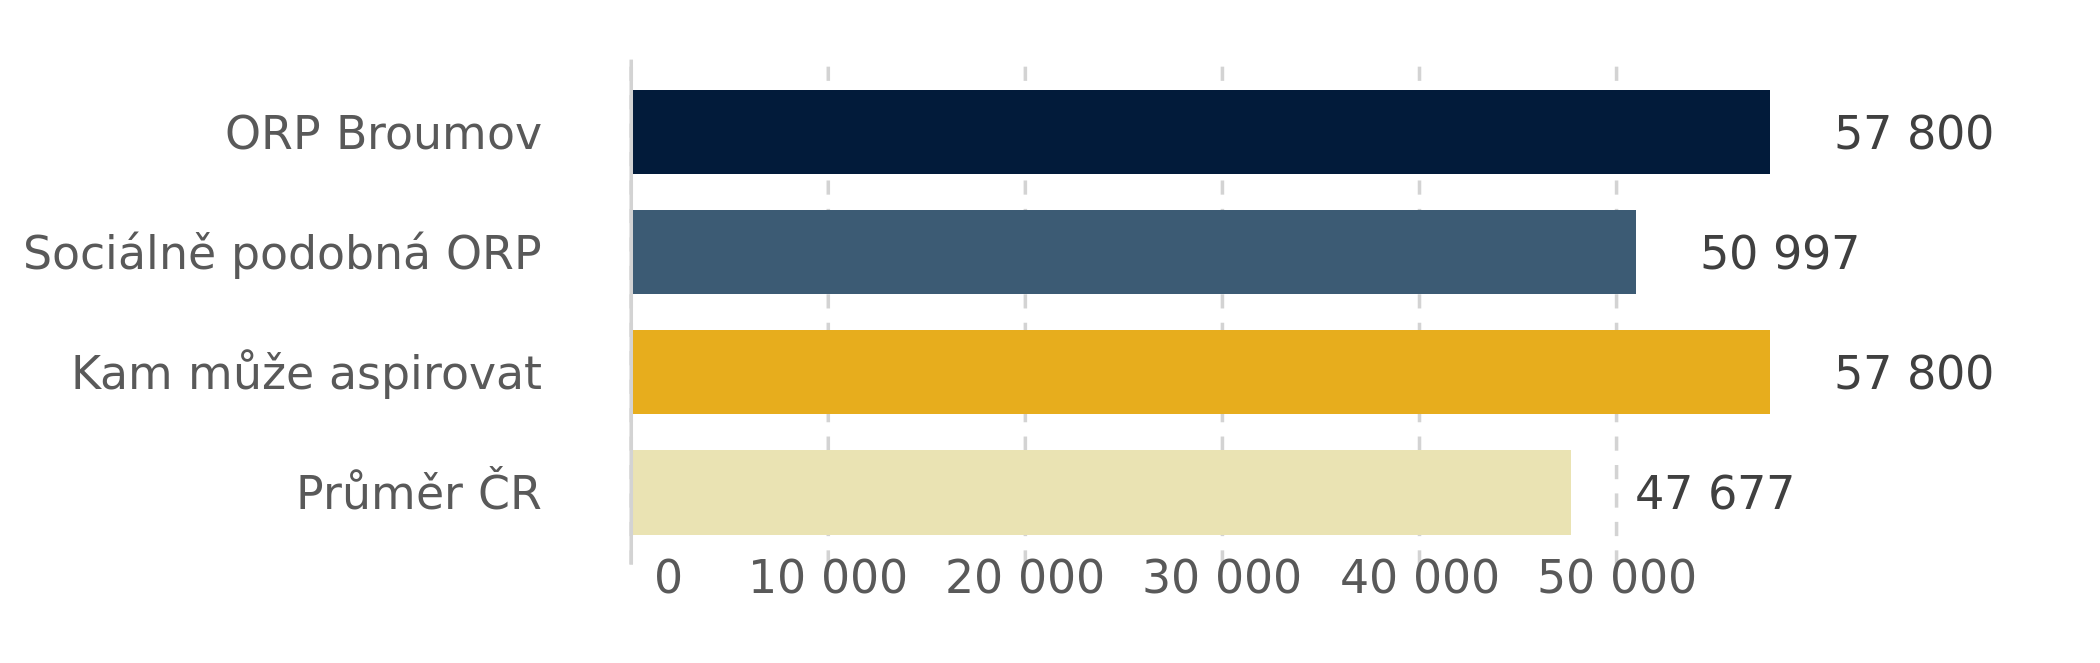 ORP Broumov 57 800
Sociálně podobná ORP 50 997
Kam může aspirovat 57 800
Průměr ČR 47 677
0 10 000 20 000 30 000 40 000 50 000